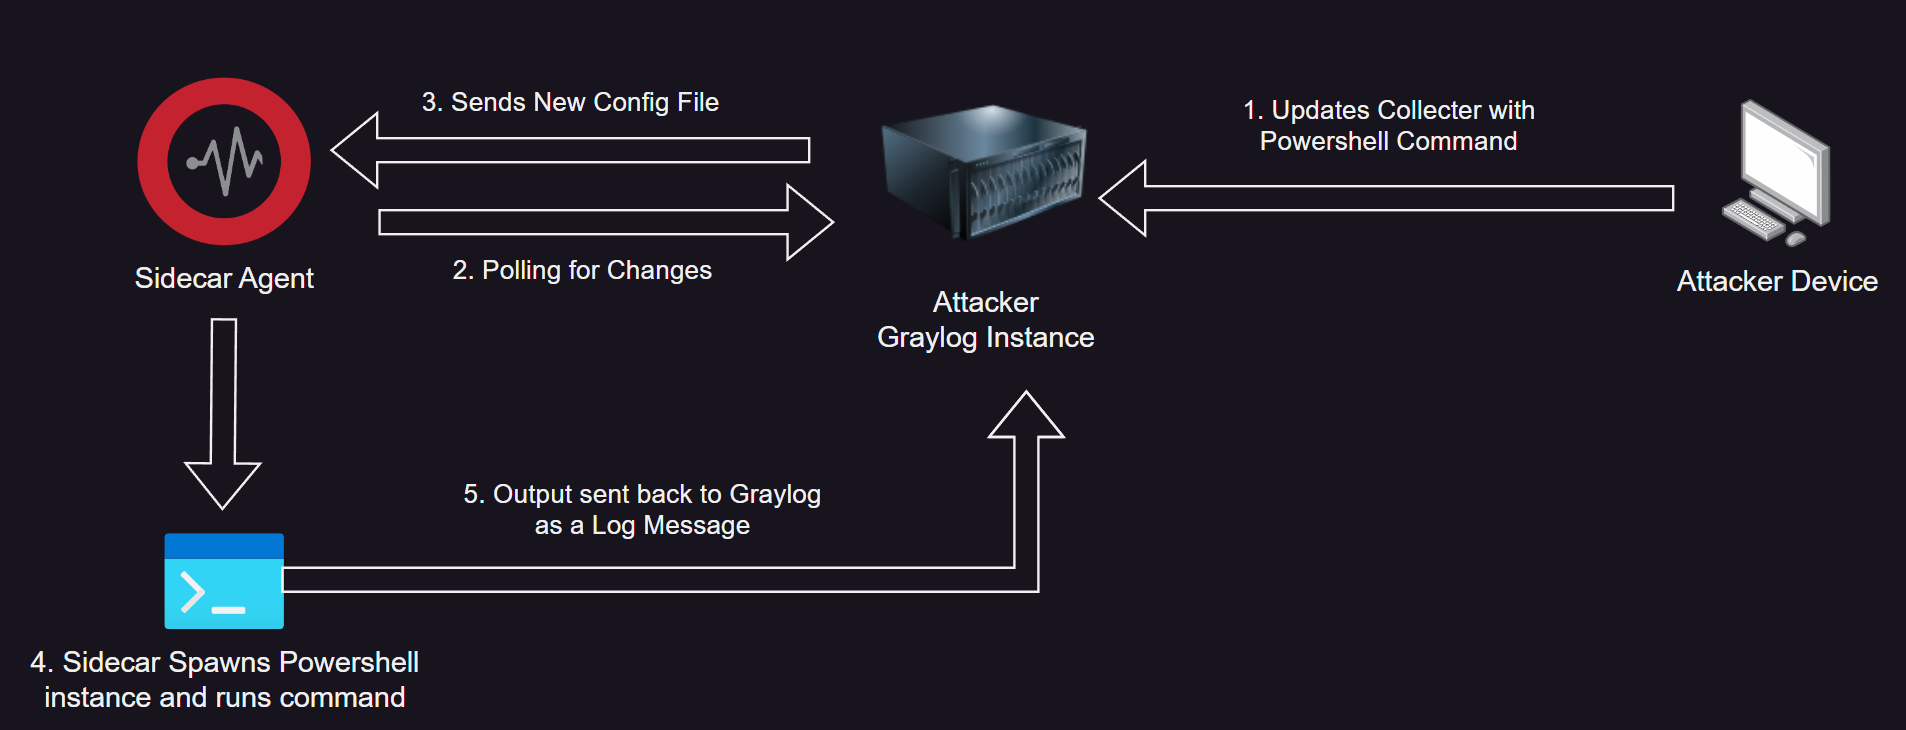 3. Sends New Config File
1. Updates Collecter with
Powershell Command
Sidecar Agent
2. Polling for Changes
Attacker
Graylog Instance
Attacker Device
5. Output sent back to Graylog
as a Log Message
4. Sidecar Spawns Powershell
instance and runs command